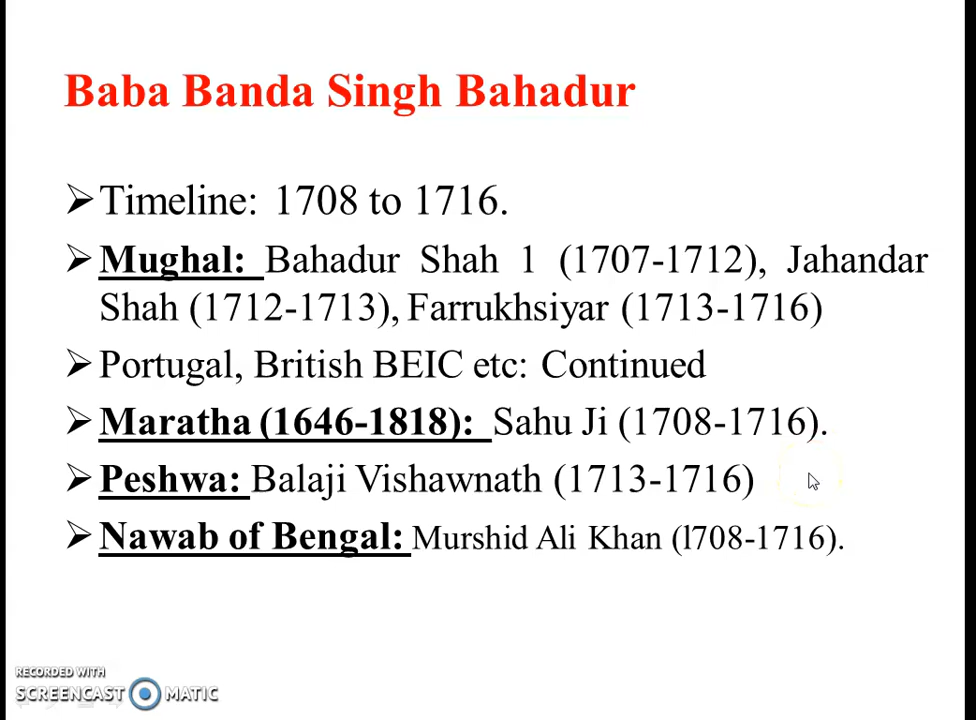 Baba Banda Singh Bahadur
➢Timeline: 1708 to 1716.
➢Mughal: Bahadur Shah 1 (1707-1712), Jahandar
Shah (1712-1713), Farrukhsiyar (1713-1716)
➢Portugal, British BEIC etc: Continued
➢Maratha (1646-1818): Sahu Ji (1708-1716).
➢Peshwa: Balaji Vishawnath (1713-1716)
➢Nawab of Bengal: Murshid Ali Khan (l708-1716).
RECORDED WITH
SCREENCAST MATIC